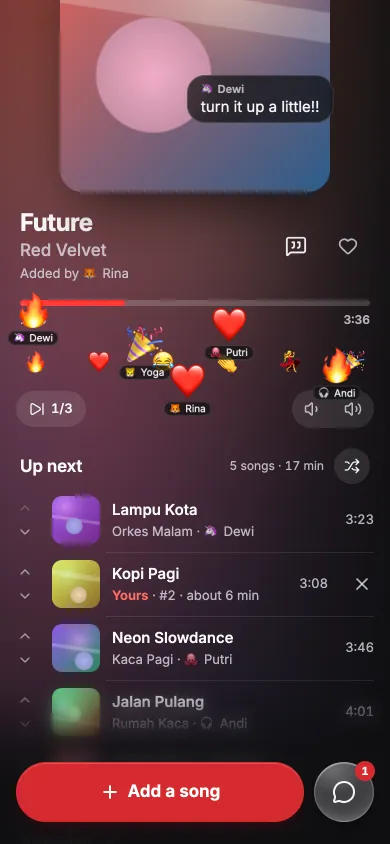 Dewi
turn it up a little!!
Future
Red Velvet
Added by Rina
3:36
Dewi
Putri
Yoga
Andi
Rina
1/3
Up next
5 songs · 17 min
Lampu Kota
Orkes Malam · Dewi
3:23
Kopi Pagi
Yours · #2 · about 6 min
3:08
Neon Slowdance
Kaca Pagi · Putri
3:46
Jalan Pulang
Rumah Kaca · Andi
4:01
Add a song
1